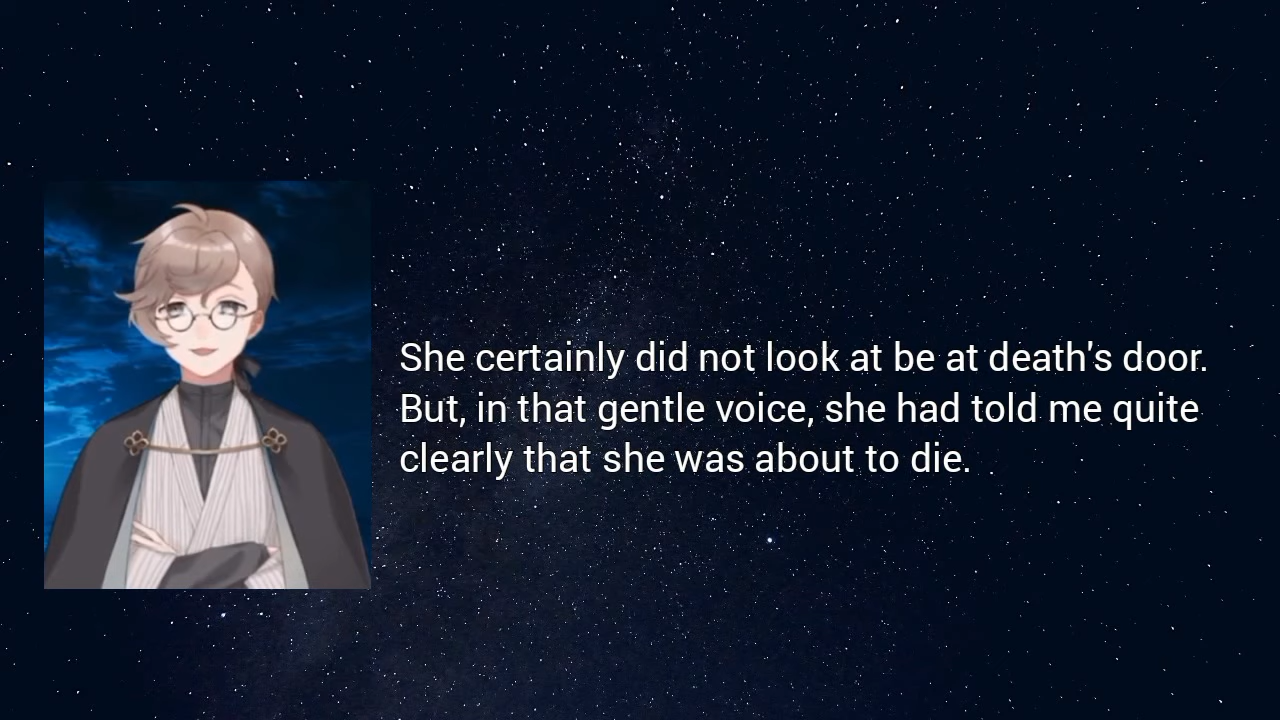 She certainly did not look at be at death's door.
But, in that gentle voice, she had told me quite
clearly that she was about to die.